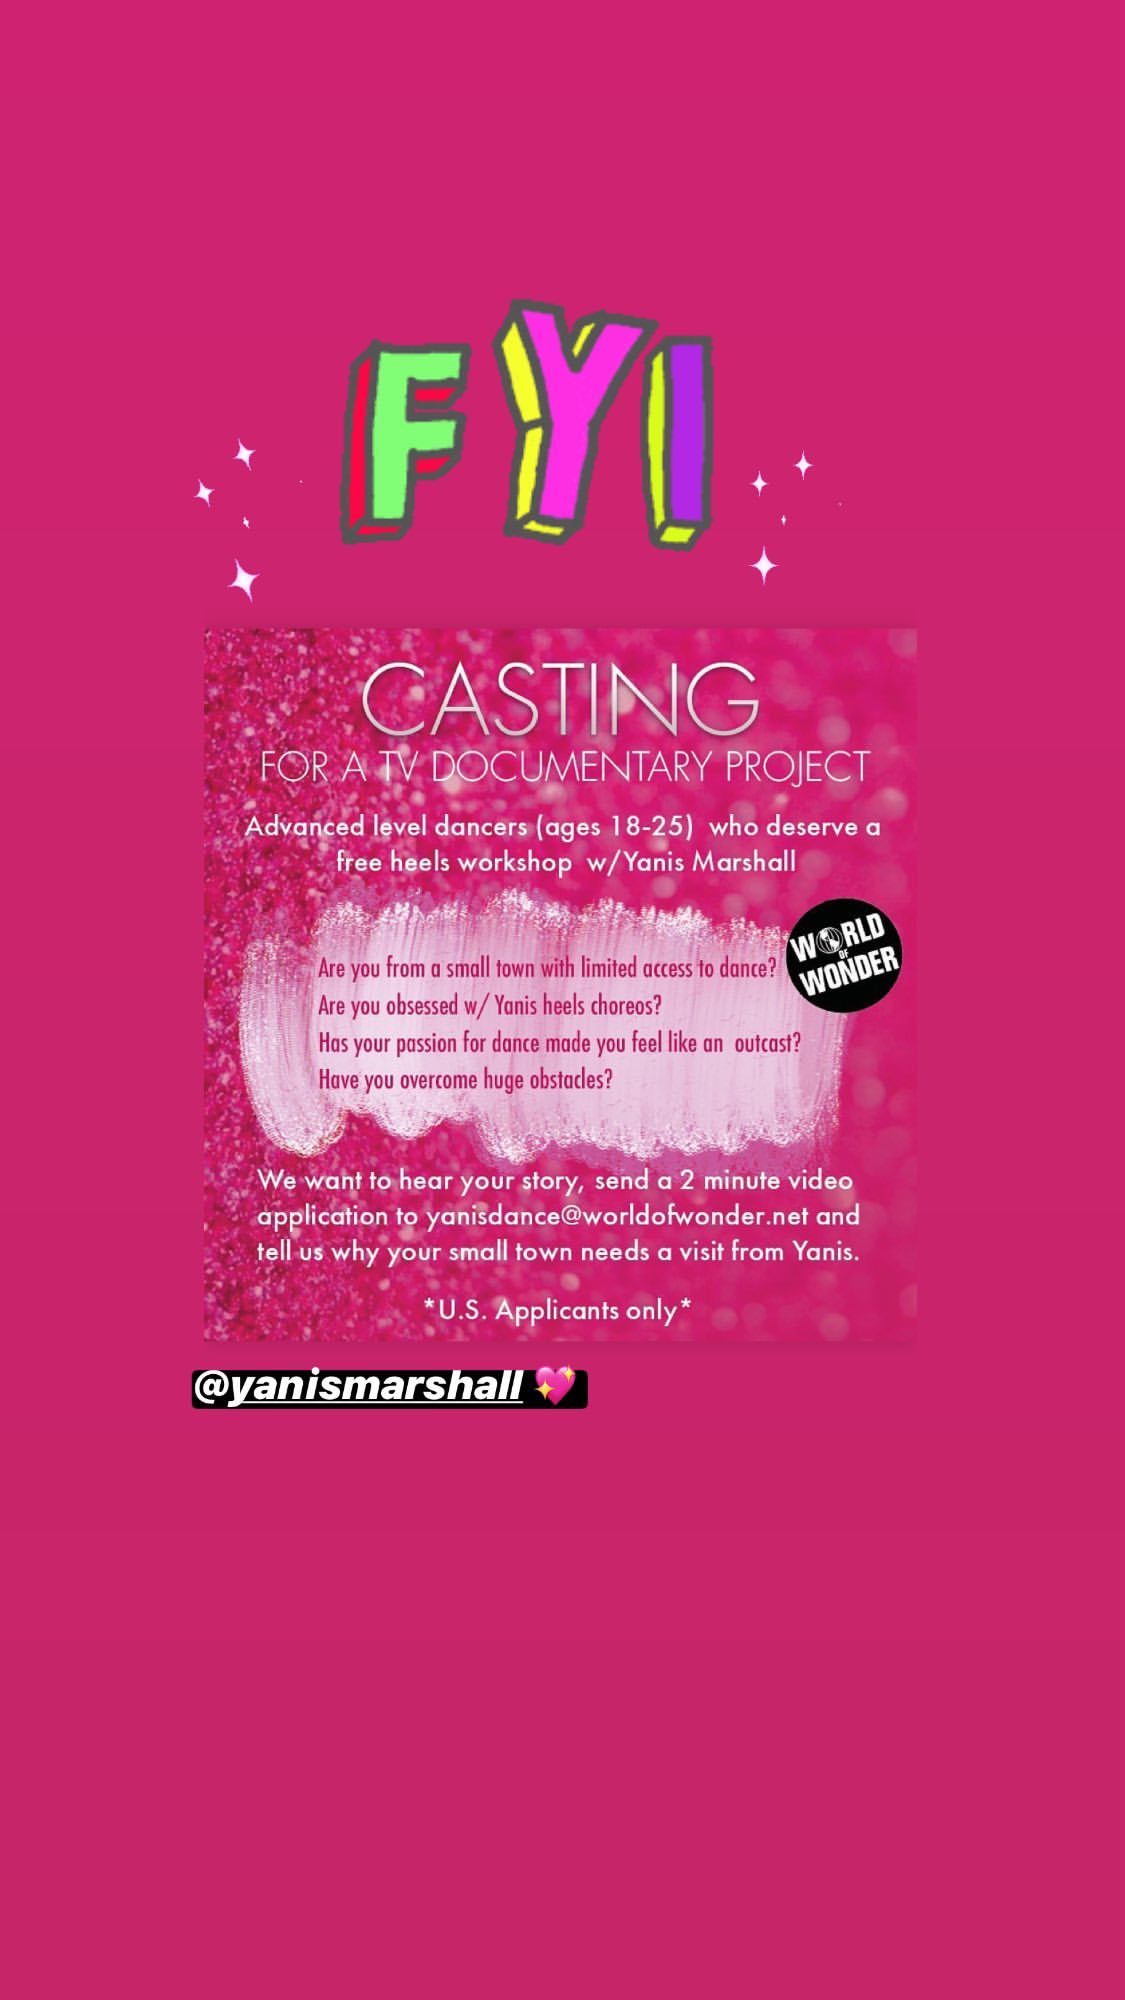 FYI
CASTING
FOR A TV DOCUMENTARY PROJECT
Advanced level dancers (ages 18-25) who deserve a
free heels workshop w/Yanis Marshall
WORLD
OF
WONDER
Are you from a small town with limited access to dance?
Are you obsessed w/ Yanis heels choreos?
Has your passion for dance made you feel like an outcast?
Have you overcome huge obstacles?
We want to hear your story, send a 2 minute video
application to yanisdance@worldofwonder.net and
tell us why your small town needs a visit from Yanis.
*U.S. Applicants only*
@yanismarshall 💖